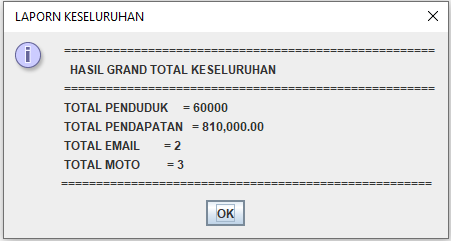 LAPORN KESELURUHAN
=====================================================
HASIL GRAND TOTAL KESELURUHAN
=====================================================
TOTAL PENDUDUK = 60000
TOTAL PENDAPATAN = 810,000.00
TOTAL EMAIL = 2
TOTAL MOTO = 3
=====================================================
OK